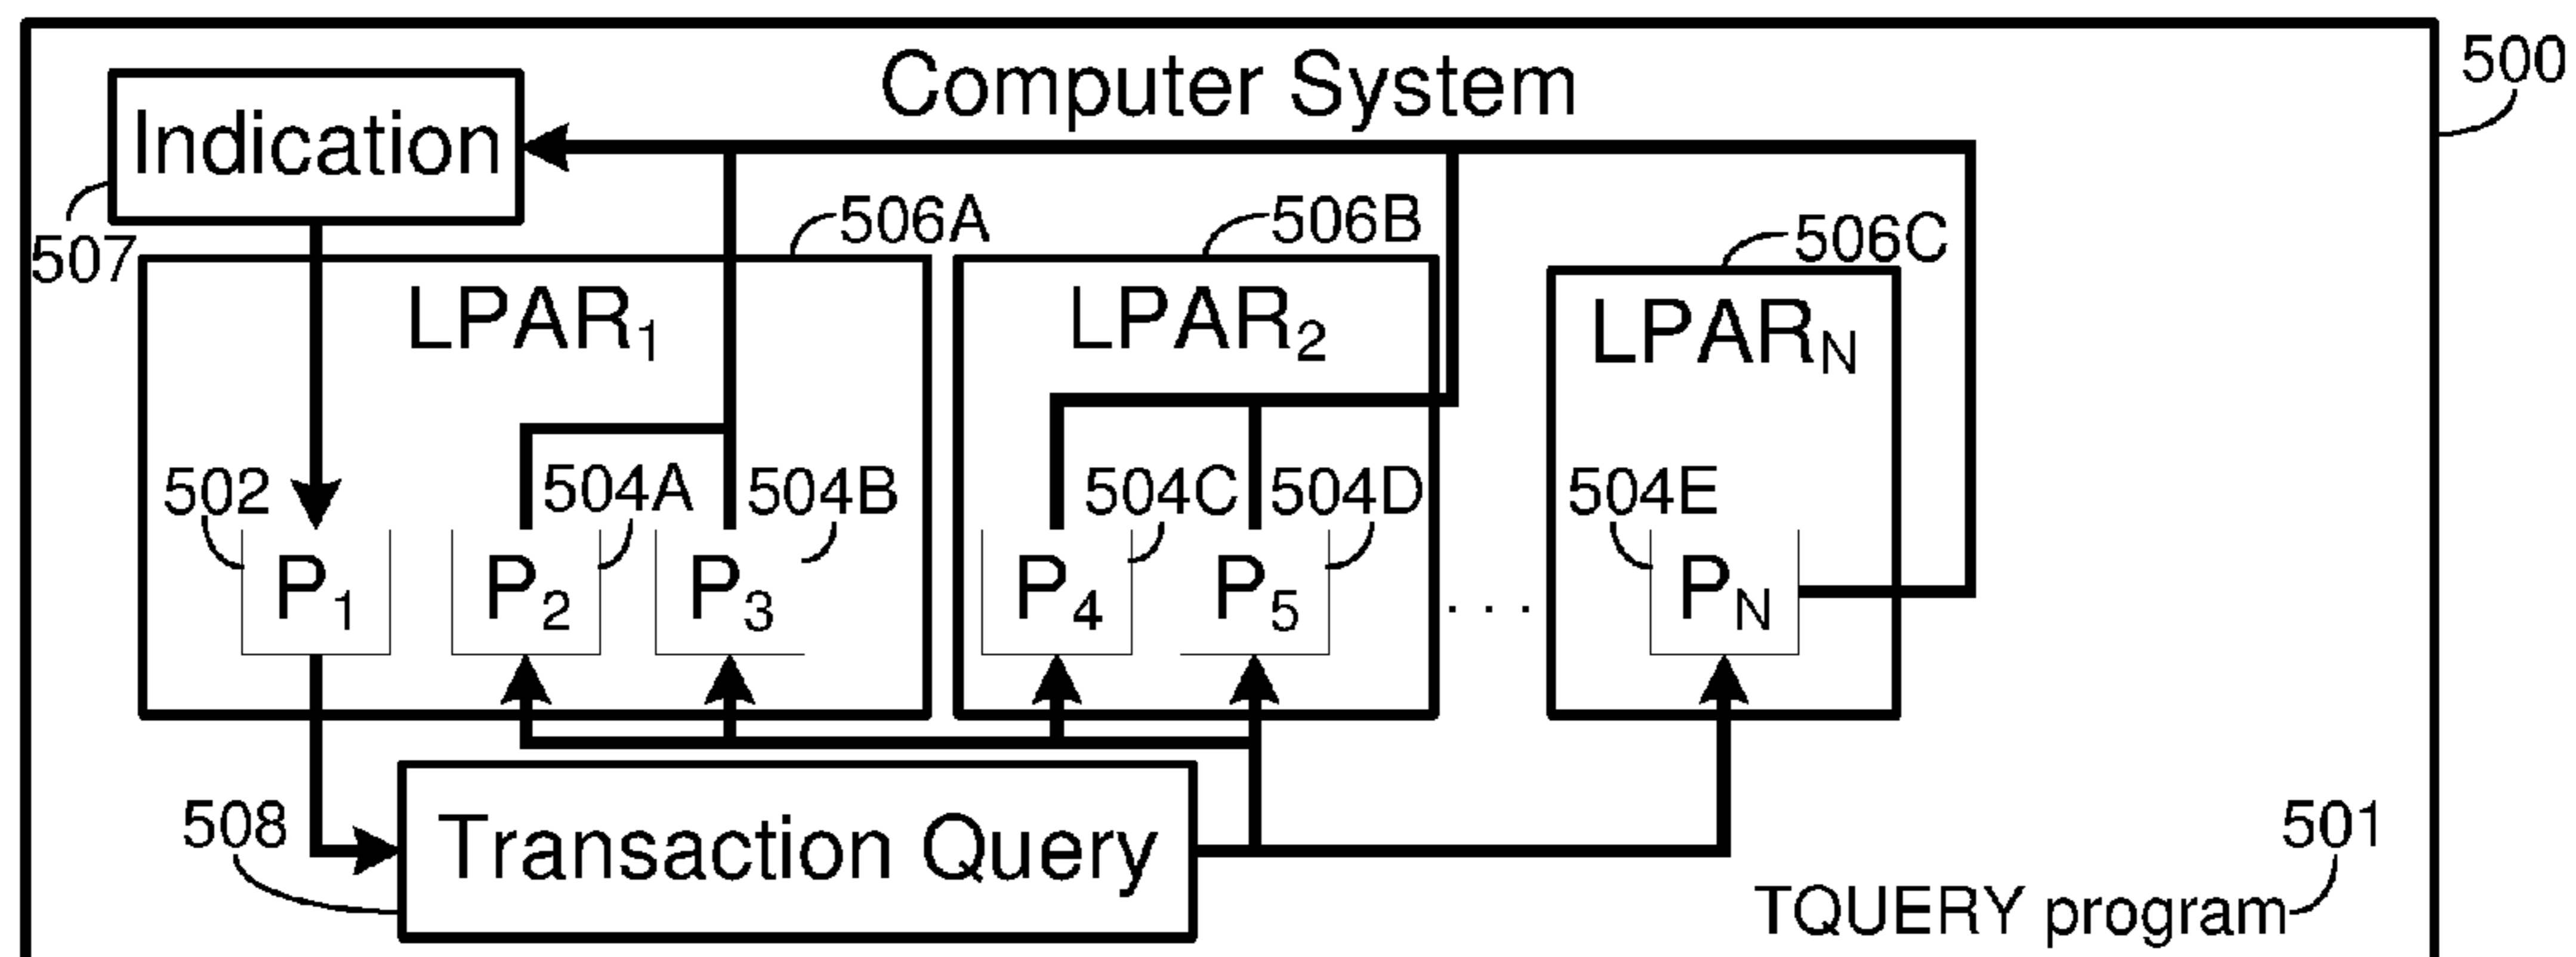 Computer System
500
Indication
507
506A
506B
506C
LPAR1
LPAR2
LPARN
502
504A
504B
504C
504D
504E
P1
P2
P3
P4
P5
. . .
PN
508
Transaction Query
501
TQUERY program